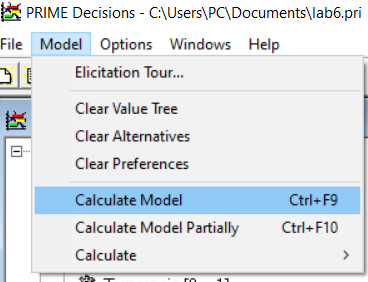 PRIME Decisions - C:\Users\PC\Documents\lab6.pri
File Model Options Windows Help
Elicitation Tour...
Clear Value Tree
Clear Alternatives
Clear Preferences
Calculate Model Ctrl+F9
Calculate Model Partially Ctrl+F10
Calculate